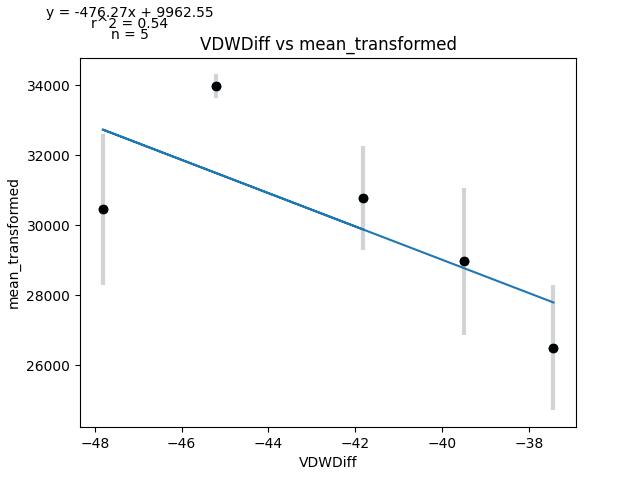 y = -476.27x + 9962.55
r^2 = 0.54
n = 5
VDWDiff vs mean_transformed
34000
32000
30000
28000
26000
mean_transformed
−48
−46
−44
−42
−40
−38
VDWDiff